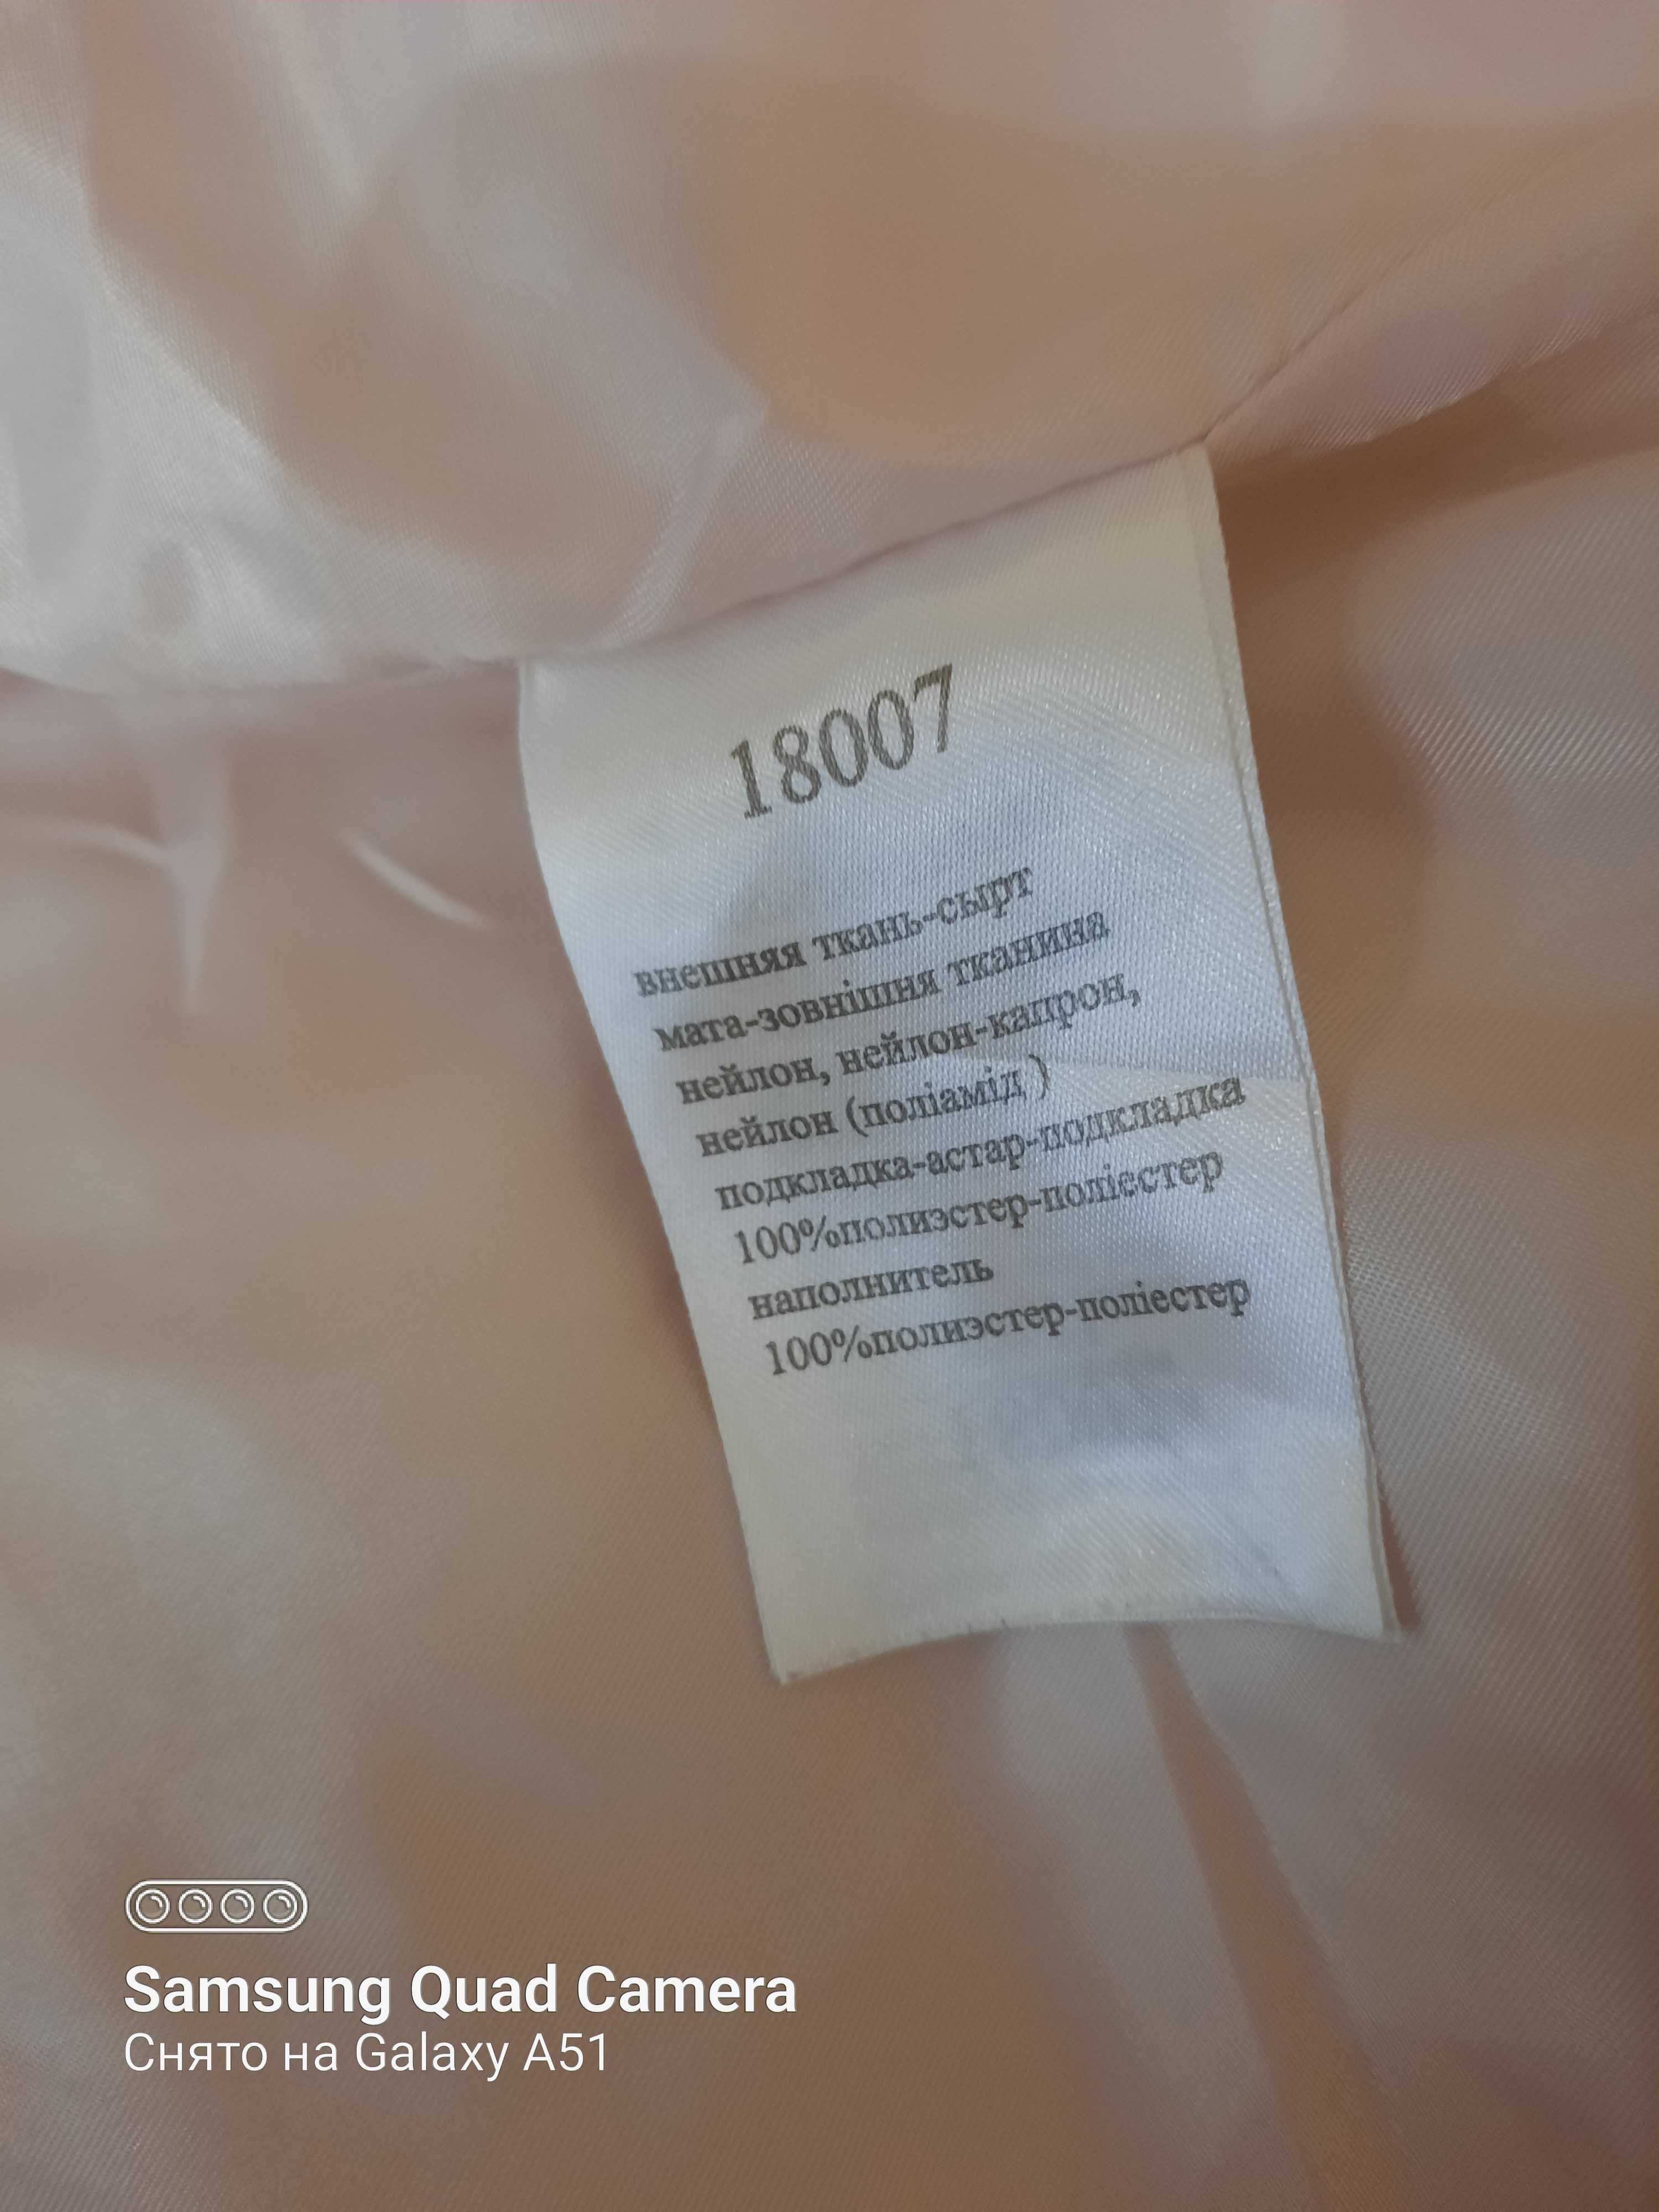 18007
внешняя ткань-сырт
мата-зовнішня тканина
нейлон, нейлон-капрон,
нейлон (поліамід )
подкладка-астар-подкладка
100%полиэстер-поліестер
наполнитель
100%полиэстер-поліестер
Samsung Quad Camera
Снято на Galaxy A51